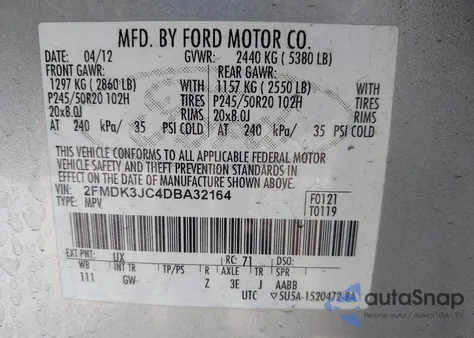 MFD. BY FORD MOTOR CO.
DATE: 04/12 GVWR: 2440 KG ( 5380 LB)
FRONT GAWR: REAR GAWR:
1297 KG ( 2860 LB) WITH 1157 KG ( 2550 LB) WITH
P245/50R20 102H TIRES P245/50R20 102H TIRES
20x8.0J RIMS 20x8.0J RIMS
AT 240 kPa/ 35 PSI COLD AT 240 kPa/ 35 PSI COLD
THIS VEHICLE CONFORMS TO ALL APPLICABLE FEDERAL MOTOR
VEHICLE SAFETY AND THEFT PREVENTION STANDARDS IN
EFFECT ON THE DATE OF MANUFACTURE SHOWN ABOVE.
VIN: 2FMDK3JC4DBA32164 F0121
TYPE: MPV T0119
EXT PNT: UX RC: 71 DSO:
WB INT TR TP/PS R AXLE TR SPR
111 GW Z 3E J AABB
UTC ▽5U5A-1520472-BA
autoSnap